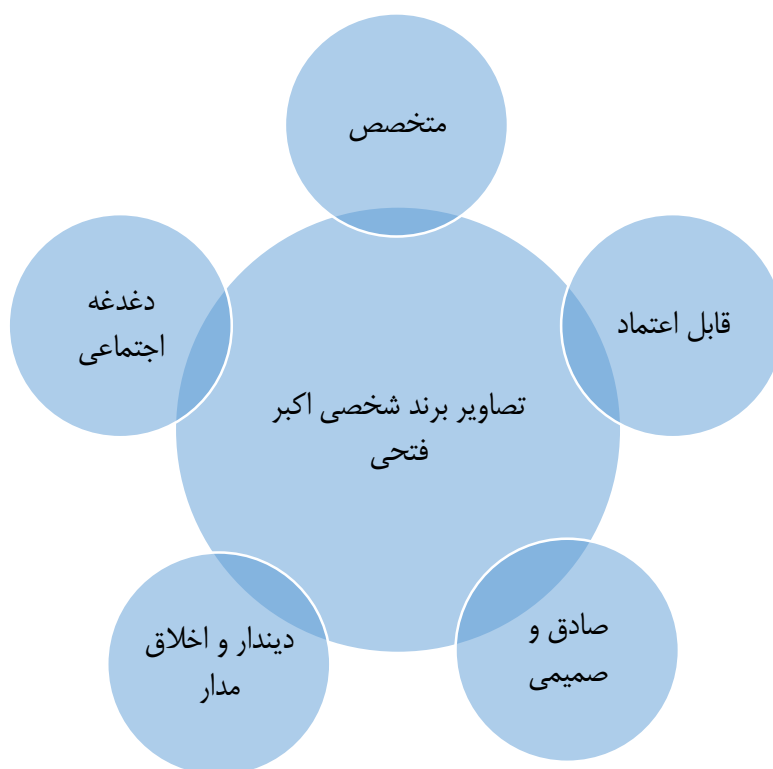 متخصص
قابل اعتماد
دغدغه
اجتماعی
تصاویر برند شخصی اکبر
فتحی
صادق و
صمیمی
دیندار و اخلاق
مدار